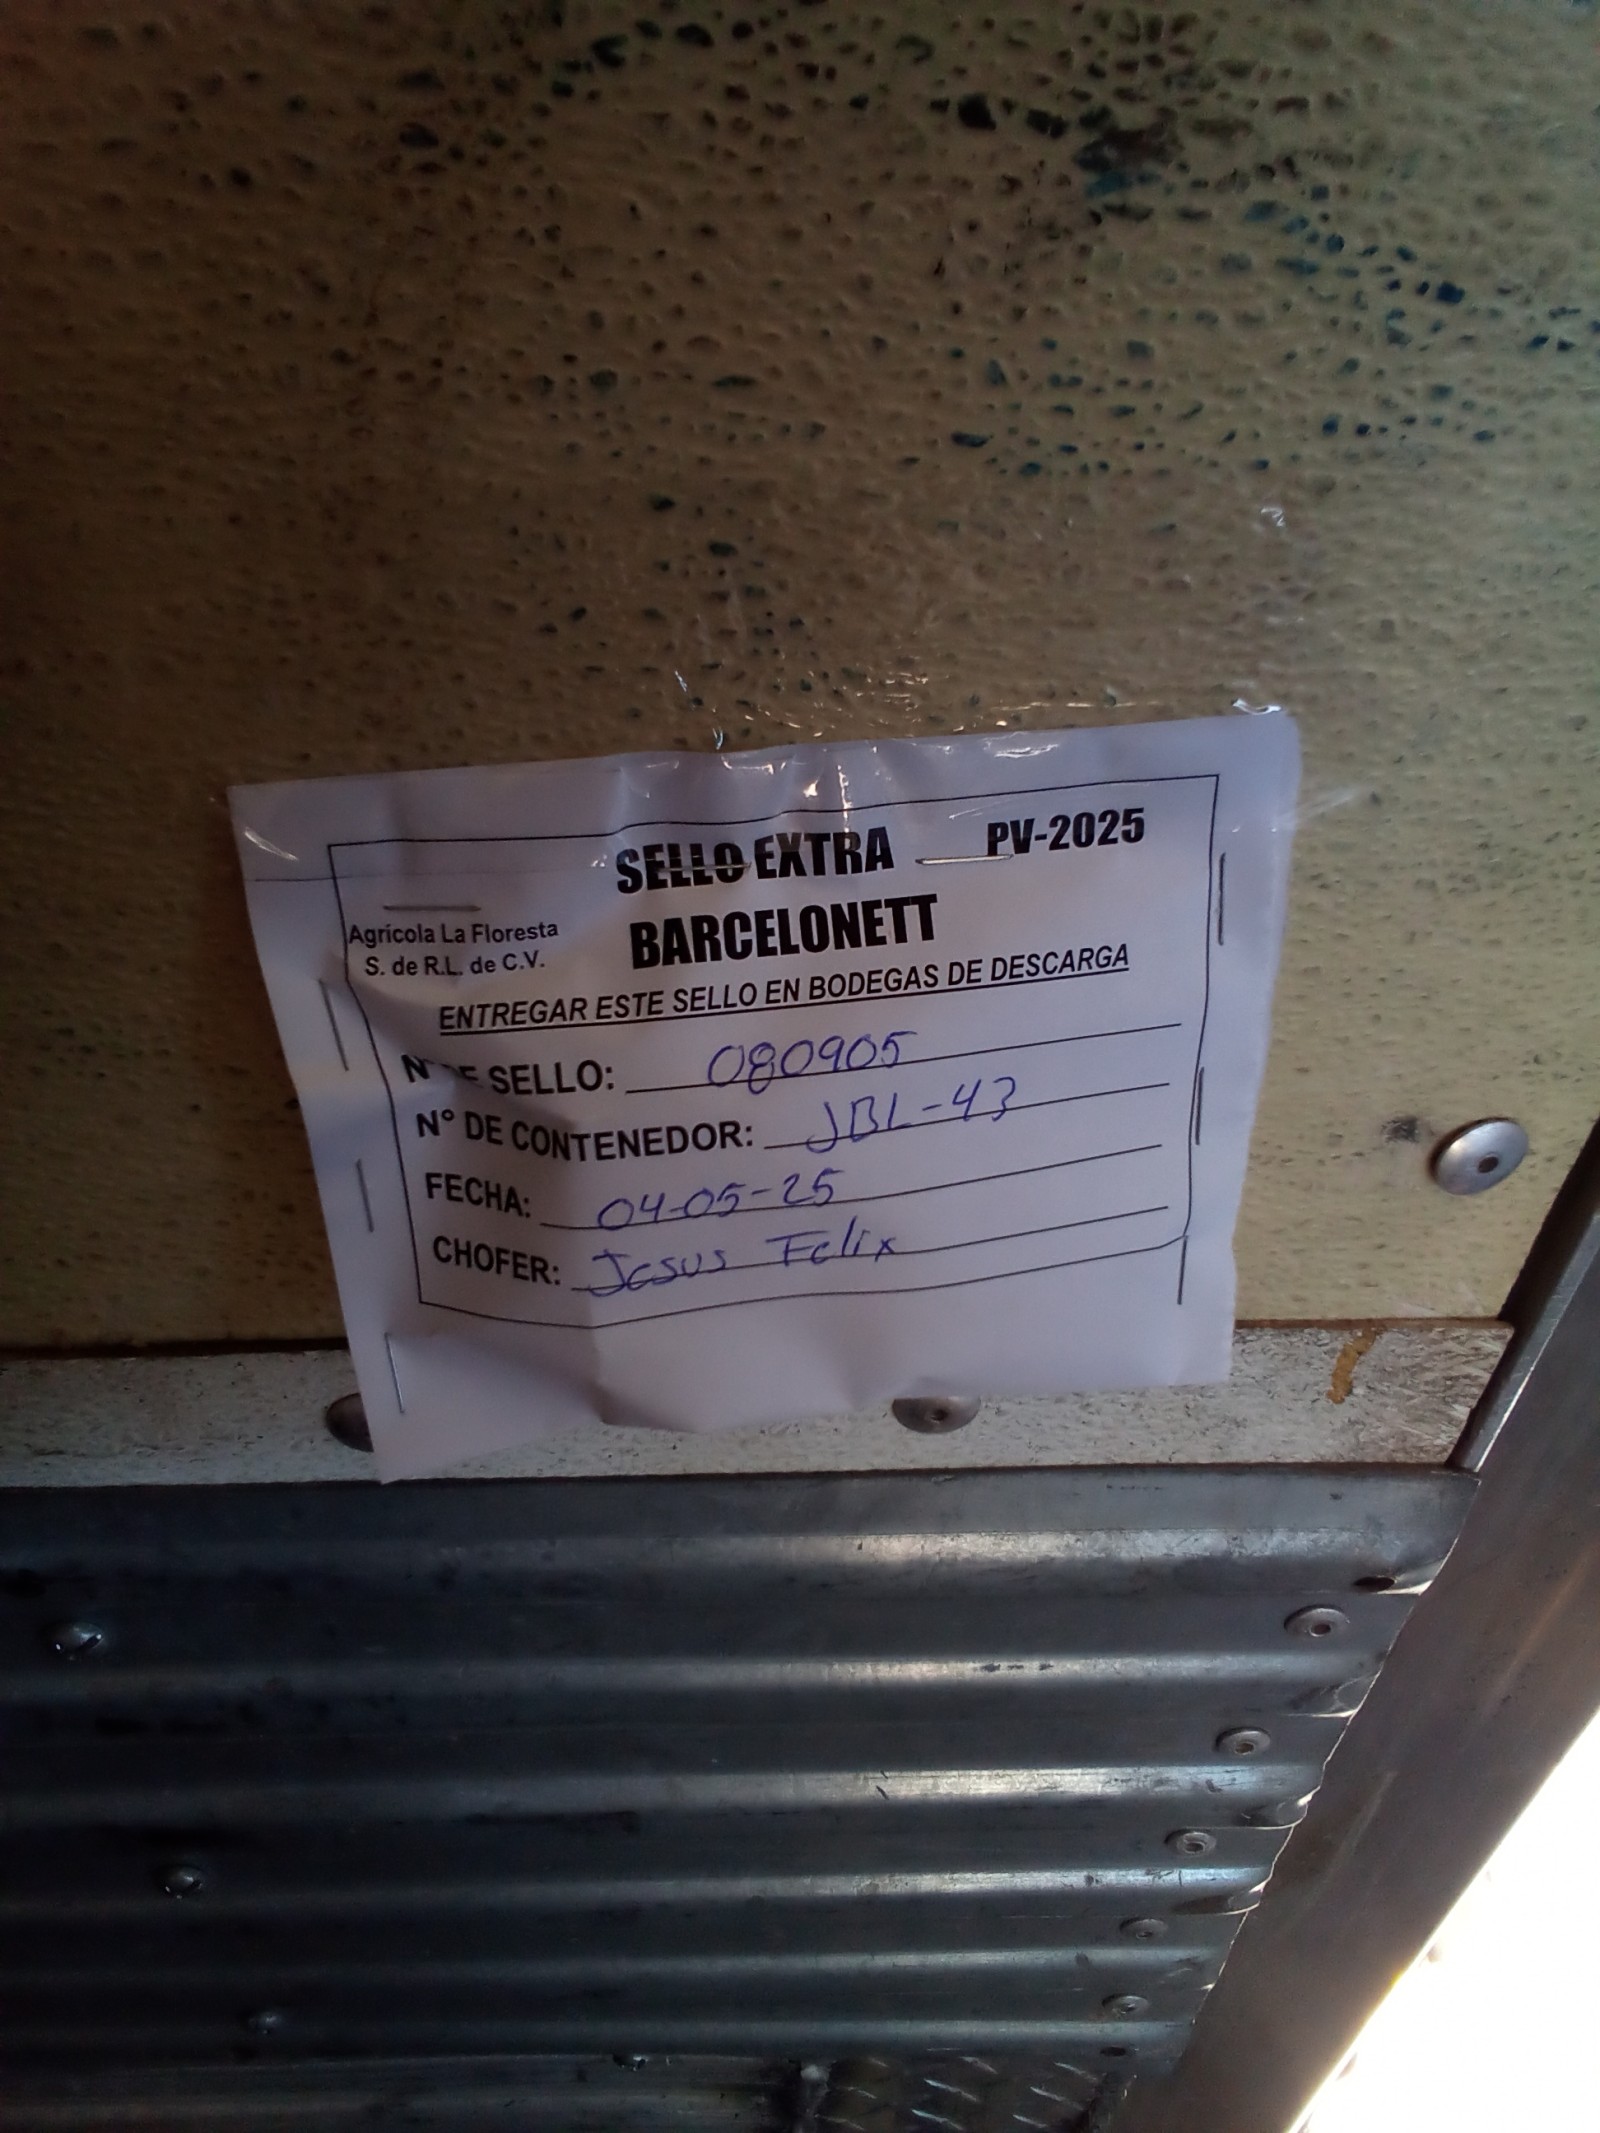 SELLO EXTRA PV-2025
BARCELONETT
Agrícola La Floresta
S. de R.L. de C.V.
ENTREGAR ESTE SELLO EN BODEGAS DE DESCARGA
N° DE SELLO: 080905
N° DE CONTENEDOR: JBL-43
FECHA: 04-05-25
CHOFER: Jesus Felix